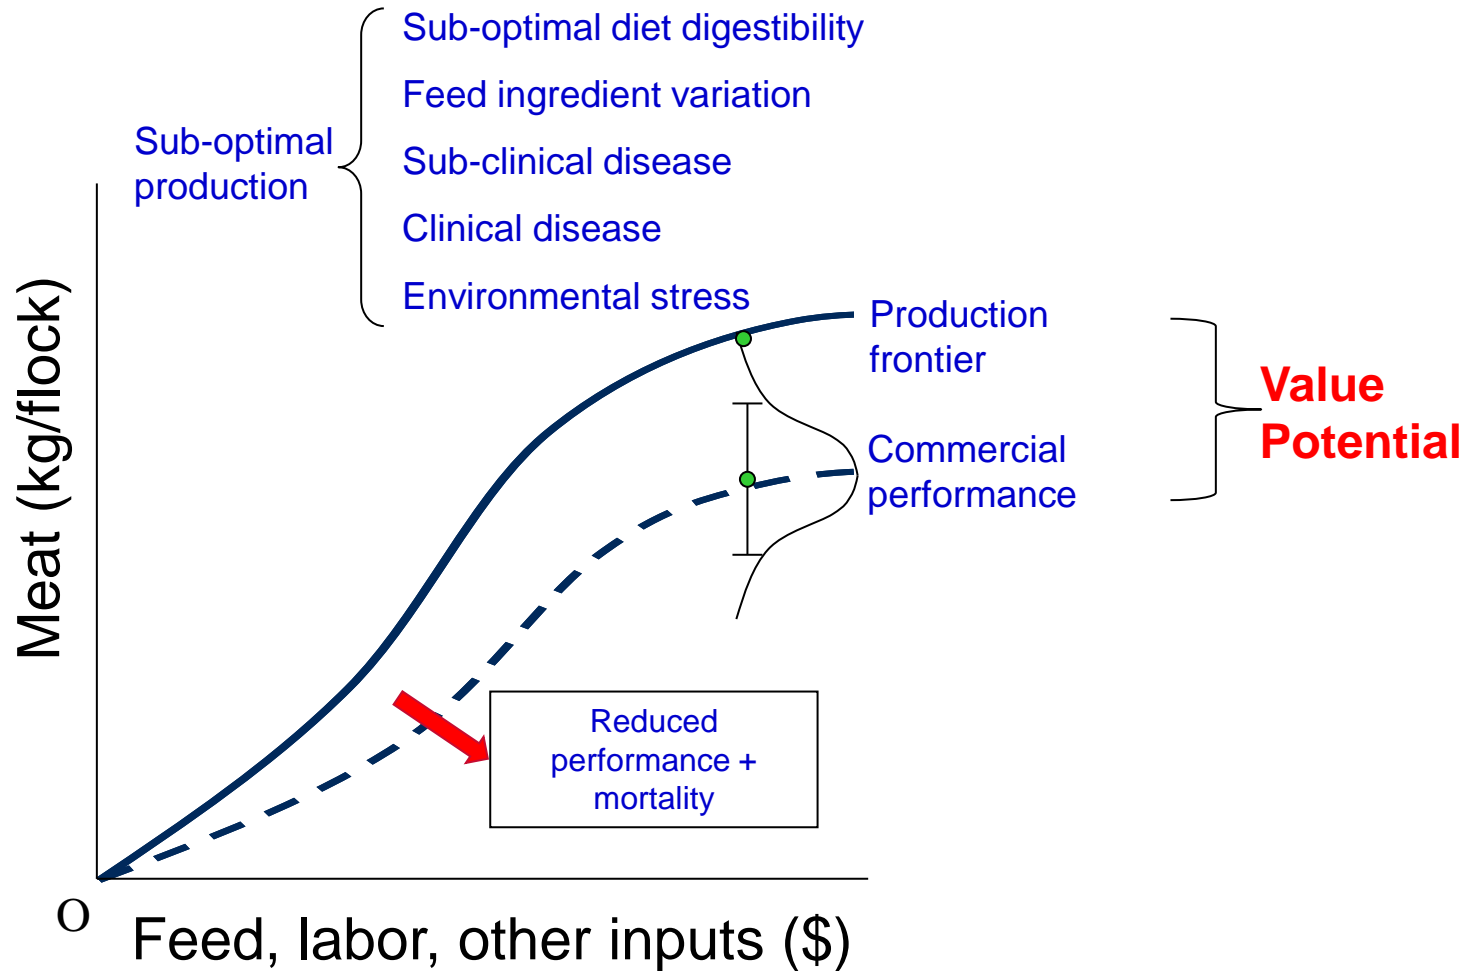 Sub-optimal diet digestibility
Feed ingredient variation
Sub-optimal
production
Sub-clinical disease
Clinical disease
Environmental stress
Production
frontier
Value
Potential
Commercial
performance
Meat (kg/flock)
Reduced
performance +
mortality
O
Feed, labor, other inputs ($)